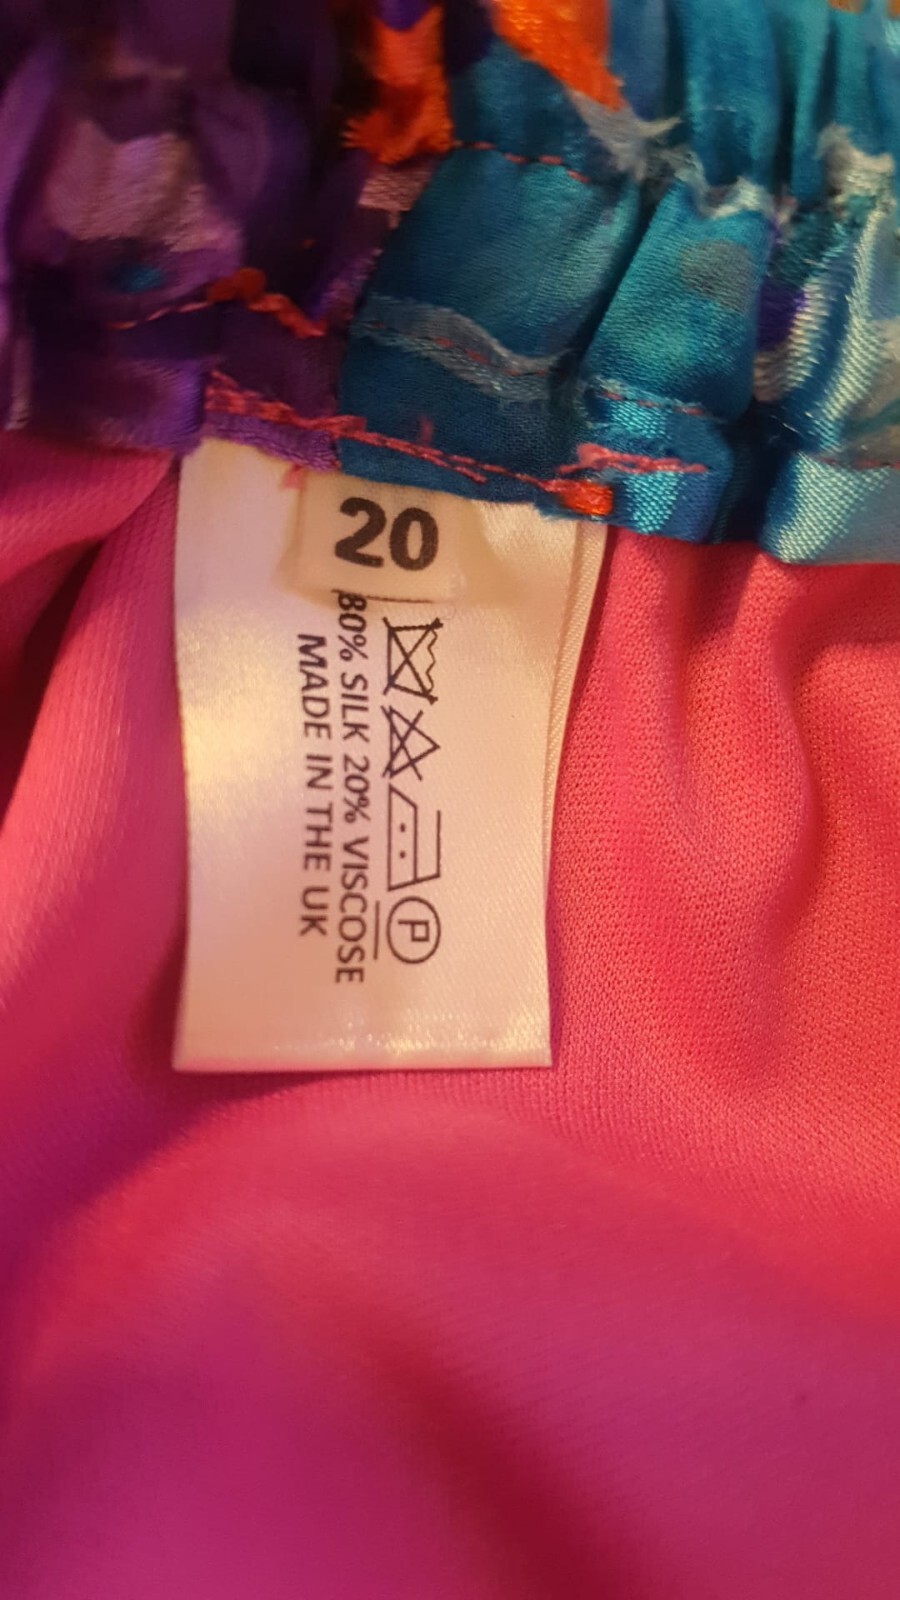 20
80% SILK 20% VISCOSE
MADE IN THE UK
P